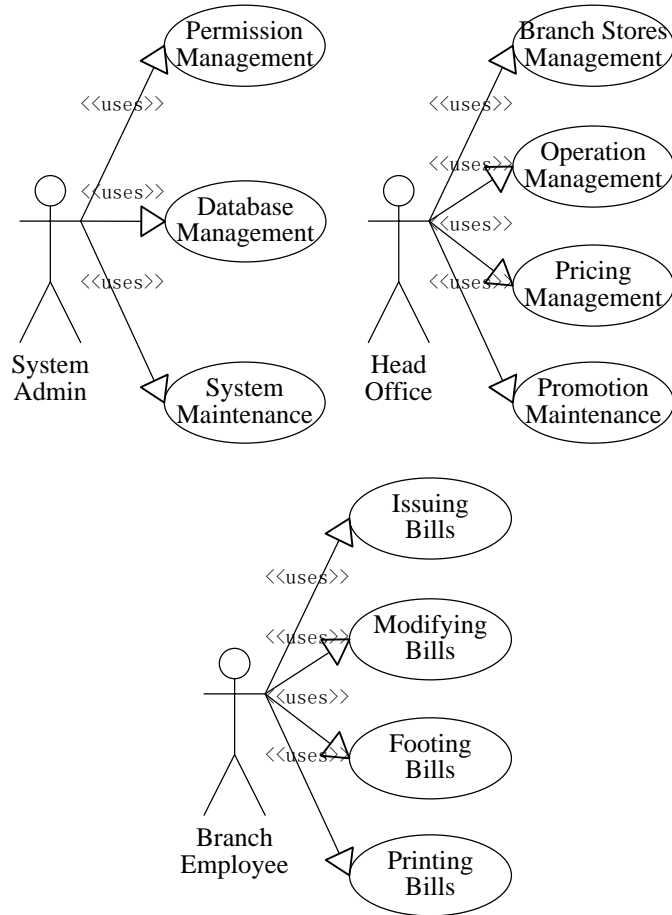 Permission
Management
<<uses>>
<<uses>>
Database
Management
<<uses>>
System
Admin
System
Maintenance
Branch Stores
Management
<<uses>>
Operation
Management
<<uses>>
<<uses>>
Pricing
Management
<<uses>>
Head
Office
Promotion
Maintenance
Issuing
Bills
<<uses>>
Modifying
Bills
<<uses>>
<<uses>>
Footing
Bills
<<uses>>
Branch
Employee
Printing
Bills